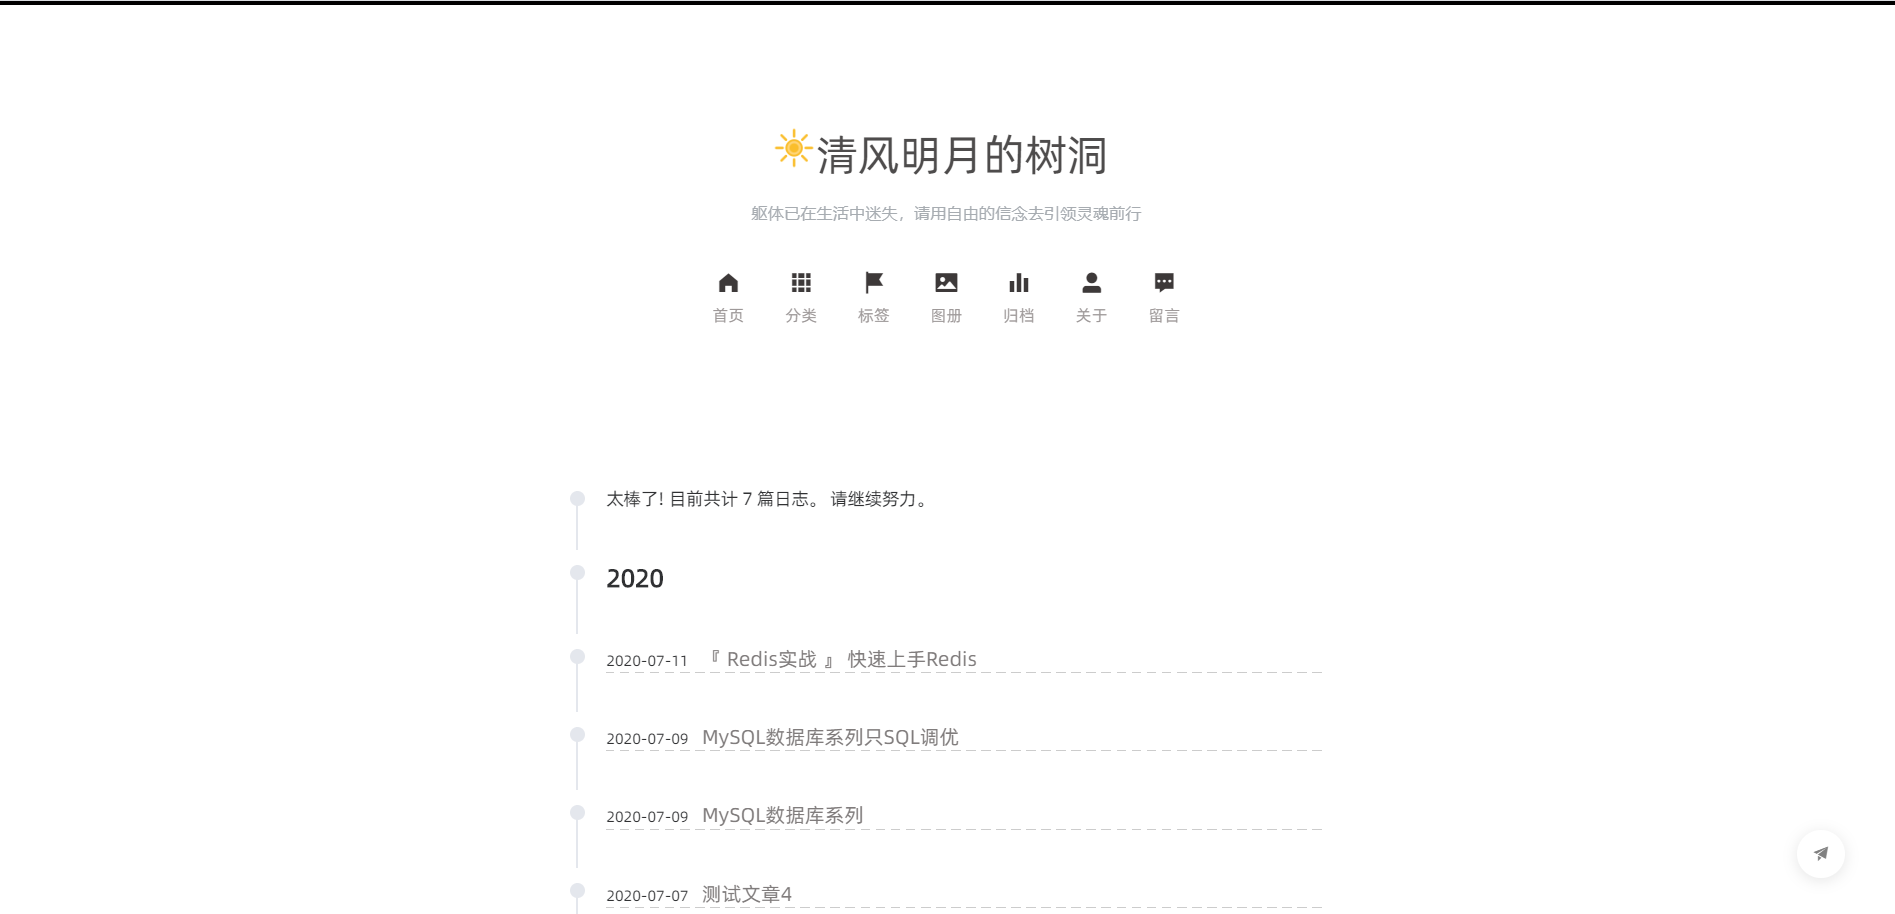 清风明月的树洞
躯体已在生活中迷失，请用自由的信念去引领灵魂前行
首页 分类 标签 图册 归档 关于 留言
太棒了! 目前共计 7 篇日志。 请继续努力。
2020
2020-07-11 『 Redis实战 』 快速上手Redis
2020-07-09 MySQL数据库系列只SQL调优
2020-07-09 MySQL数据库系列
2020-07-07 测试文章4